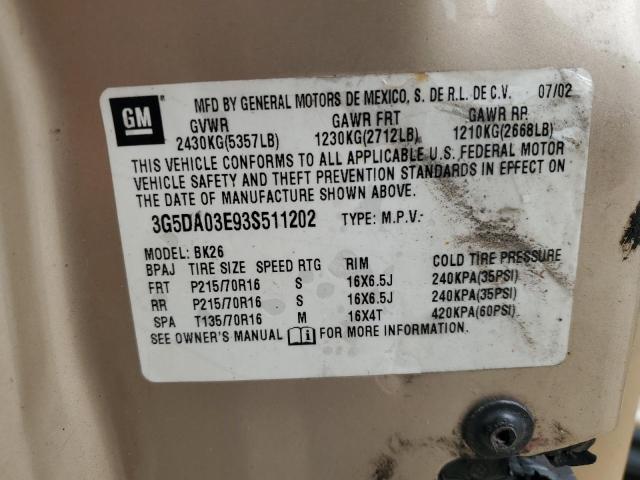 GM
MFD BY GENERAL MOTORS DE MEXICO, S. DE R.L. DE C.V. 07/02
GVWR GAWR FRT GAWR RR
2430KG(5357LB) 1230KG(2712LB) 1210KG(2668LB)
THIS VEHICLE CONFORMS TO ALL APPLICABLE U.S. FEDERAL MOTOR
VEHICLE SAFETY AND THEFT PREVENTION STANDARDS IN EFFECT ON
THE DATE OF MANUFACTURE SHOWN ABOVE.
3G5DA03E93S511202 TYPE: M.P.V.
MODEL: BK26
BPAJ TIRE SIZE SPEED RTG RIM COLD TIRE PRESSURE
FRT P215/70R16 S 16X6.5J 240KPA(35PSI)
RR P215/70R16 S 16X6.5J 240KPA(35PSI)
SPA T135/70R16 M 16X4T 420KPA(60PSI)
SEE OWNER'S MANUAL FOR MORE INFORMATION.